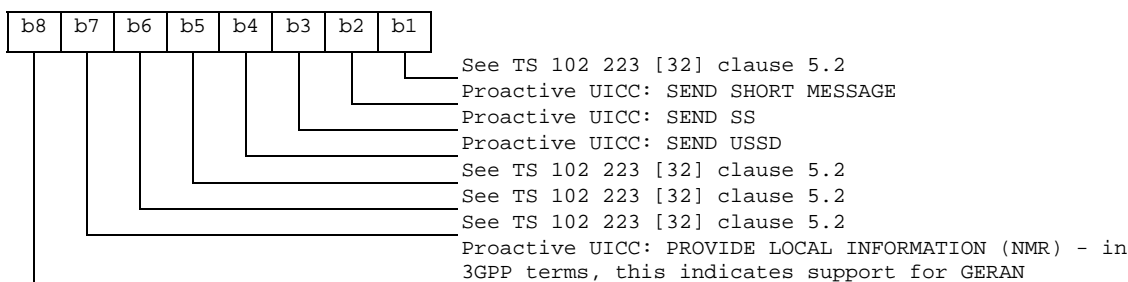 b8 b7 b6 b5 b4 b3 b2 b1
See TS 102 223 [32] clause 5.2
Proactive UICC: SEND SHORT MESSAGE
Proactive UICC: SEND SS
Proactive UICC: SEND USSD
See TS 102 223 [32] clause 5.2
See TS 102 223 [32] clause 5.2
See TS 102 223 [32] clause 5.2
Proactive UICC: PROVIDE LOCAL INFORMATION (NMR) - in
3GPP terms, this indicates support for GERAN